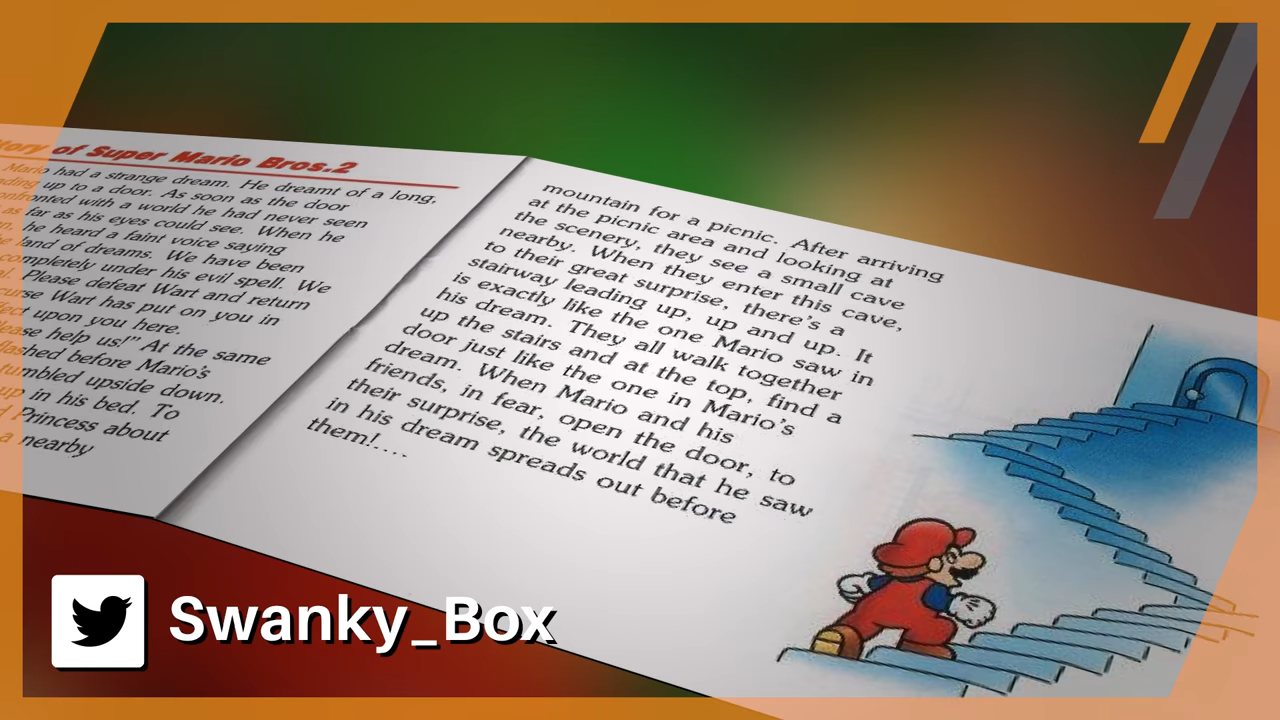 tory of Super Mario Bros.2
Mario had a strange dream. He dreamt of a long,
ading up to a door. As soon as the door
onfronted with a world he had never seen
as far as his eyes could see. When he
n, he heard a faint voice saying
e land of dreams. We have been
completely under his evil spell. We
al. Please defeat Wart and return
urse Wart has put on you in
fect upon you here.
ease help us!" At the same
flashed before Mario's
tumbled upside down.
up in his bed. To
d Princess about
a nearby
mountain for a picnic. After arriving
at the picnic area and looking at
the scenery, they see a small cave
nearby. When they enter this cave,
to their great surprise, there's a
stairway leading up, up and up. It
is exactly like the one Mario saw in
his dream. They all walk together
up the stairs and at the top, find a
door just like the one in Mario's
dream. When Mario and his
friends, in fear, open the door, to
their surprise, the world that he saw
in his dream spreads out before
them!....
Swanky_Box